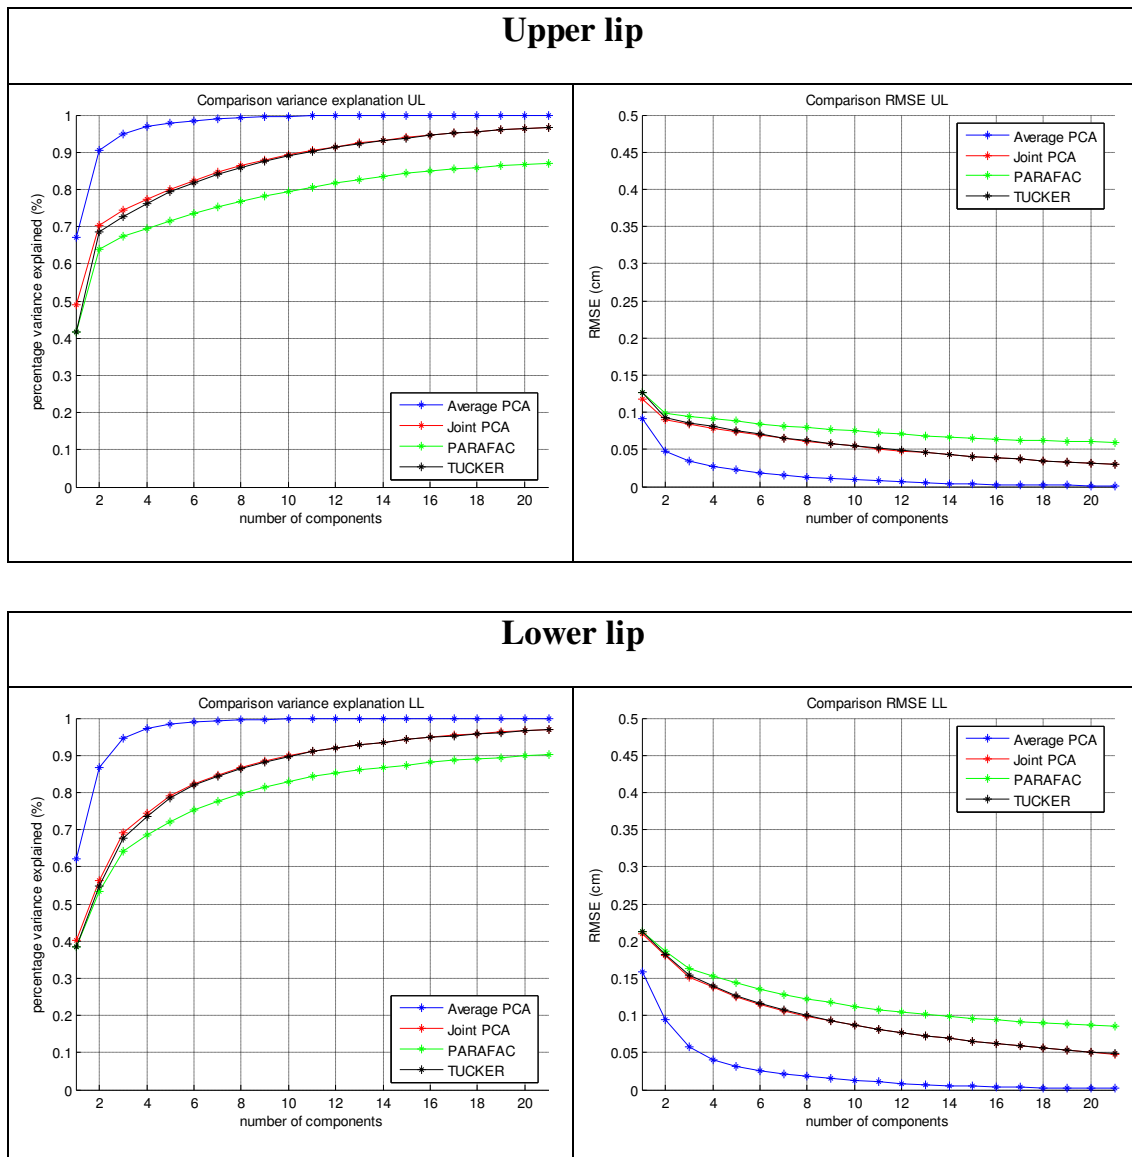 Upper lip
Comparison variance explanation UL
percentage variance explained (%)
1
0.9
0.8
0.7
0.6
0.5
0.4
0.3
0.2
0.1
0
Average PCA
Joint PCA
PARAFAC
TUCKER
2 4 6 8 10 12 14 16 18 20
number of components
Comparison RMSE UL
RMSE (cm)
0.5
0.45
0.4
0.35
0.3
0.25
0.2
0.15
0.1
0.05
0
Average PCA
Joint PCA
PARAFAC
TUCKER
2 4 6 8 10 12 14 16 18 20
number of components
Lower lip
Comparison variance explanation LL
percentage variance explained (%)
1
0.9
0.8
0.7
0.6
0.5
0.4
0.3
0.2
0.1
0
Average PCA
Joint PCA
PARAFAC
TUCKER
2 4 6 8 10 12 14 16 18 20
number of components
Comparison RMSE LL
RMSE (cm)
0.5
0.45
0.4
0.35
0.3
0.25
0.2
0.15
0.1
0.05
0
Average PCA
Joint PCA
PARAFAC
TUCKER
2 4 6 8 10 12 14 16 18 20
number of components